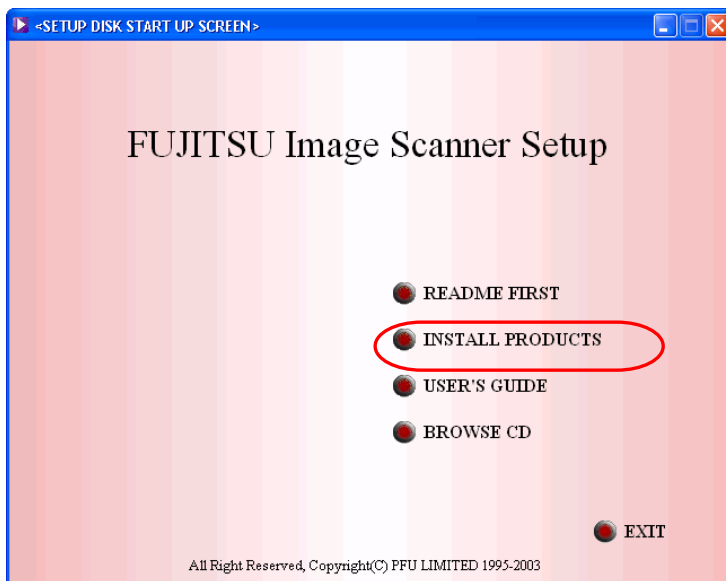 <SETUP DISK START UP SCREEN>
FUJITSU Image Scanner Setup
README FIRST
INSTALL PRODUCTS
USER'S GUIDE
BROWSE CD
EXIT
All Right Reserved, Copyright(C) PFU LIMITED 1995-2003